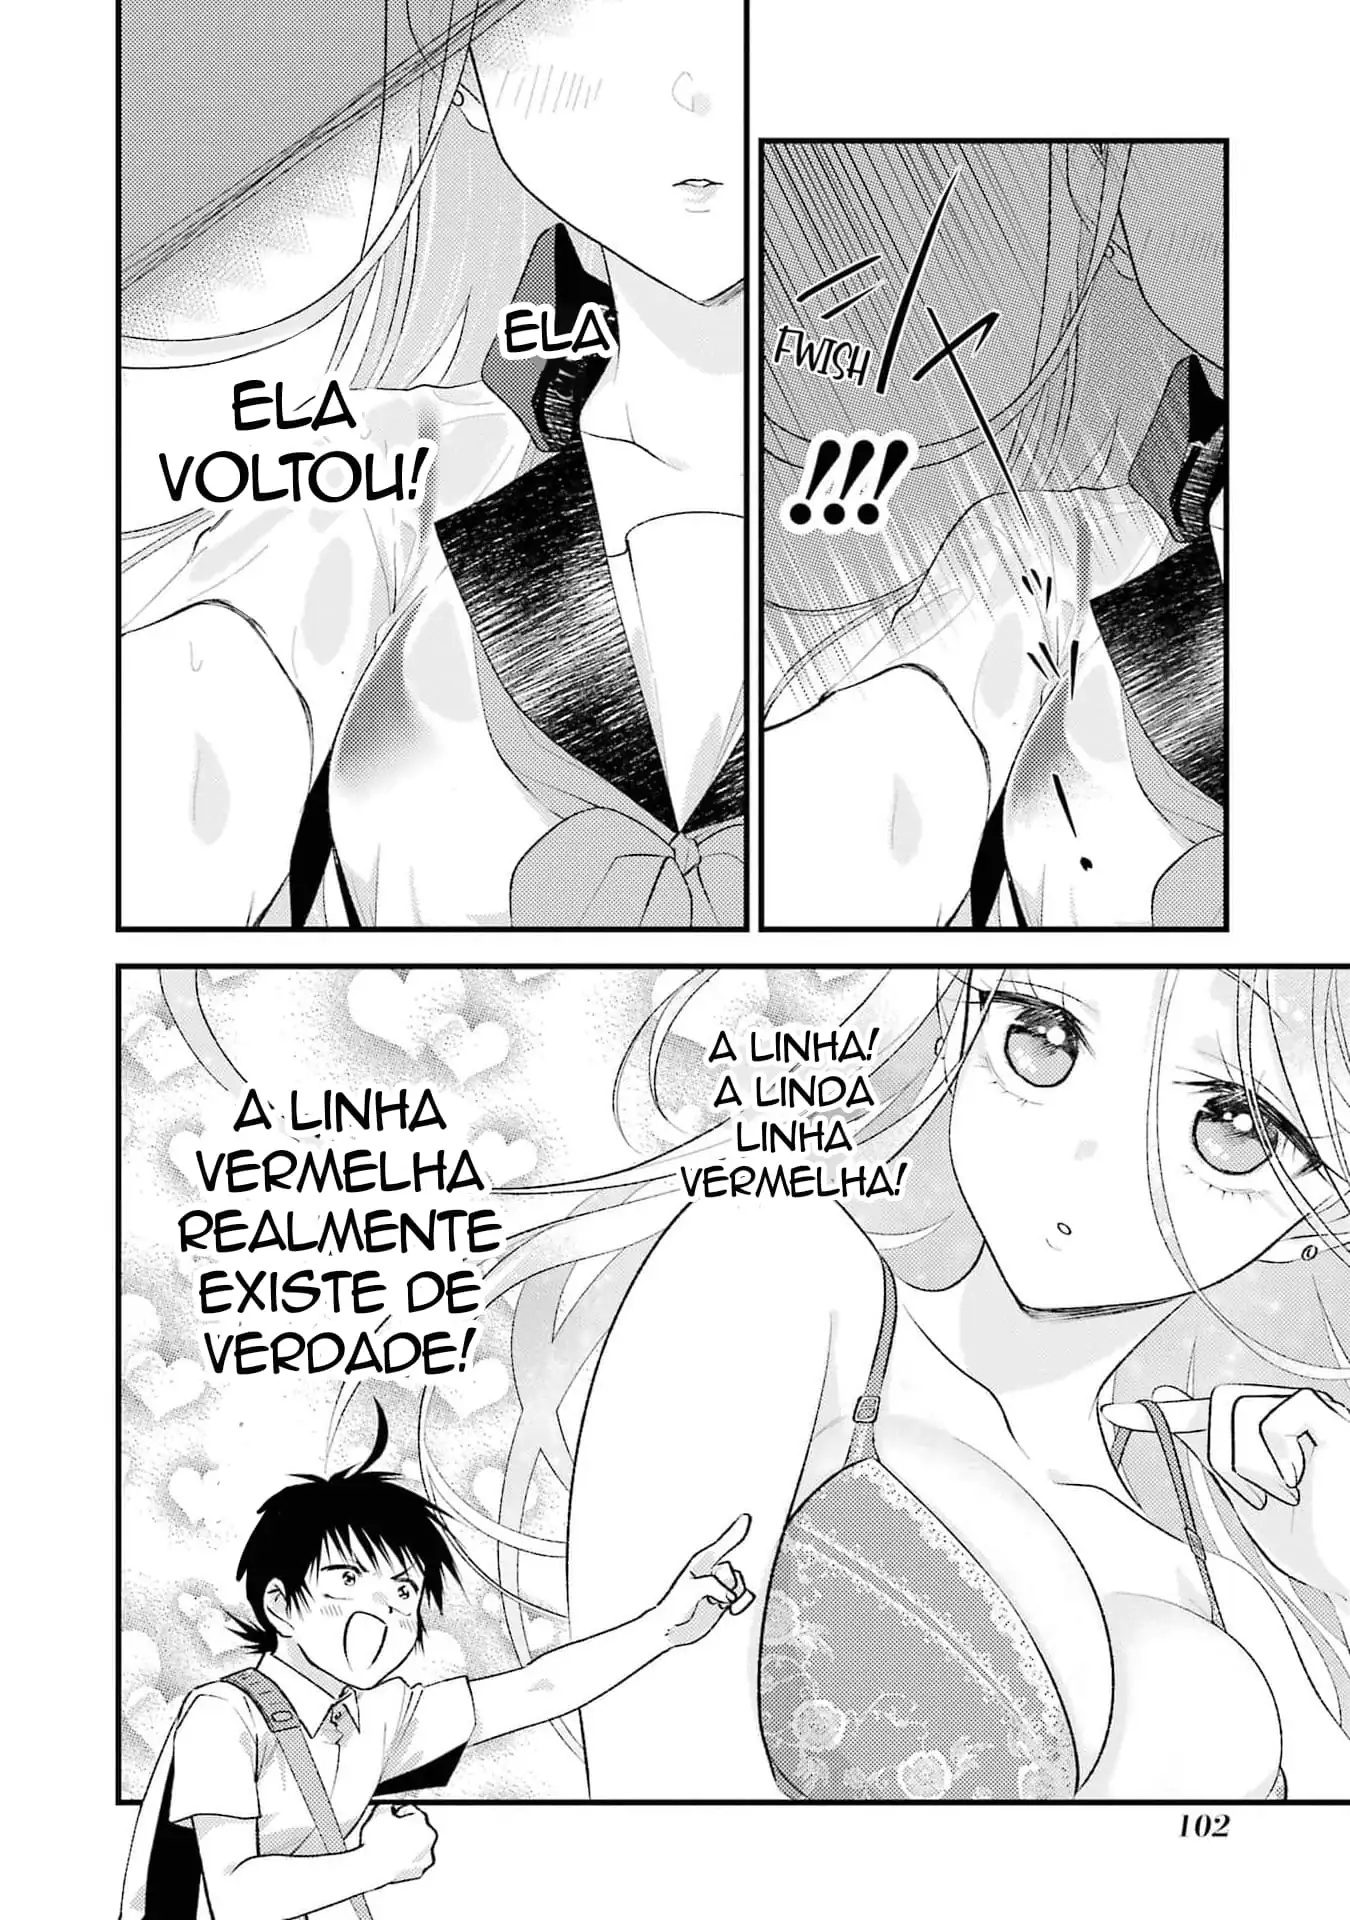 FWISH
!!!
ELA
ELA
VOLTOU!
A LINHA!
A LINDA
LINHA
VERMELHA!
A LINHA
VERMELHA
REALMENTE
EXISTE DE
VERDADE!
102